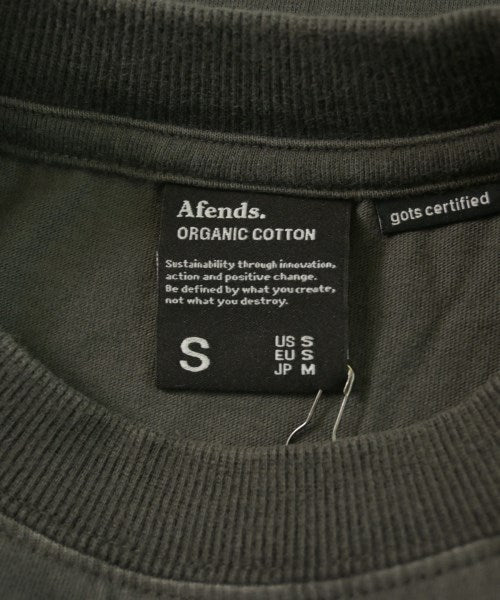 Afends.
ORGANIC COTTON
gots certified
Sustainability through innovation,
action and positive change.
Be defined by what you create,
not what you destroy.
S
US S
EU S
JP M